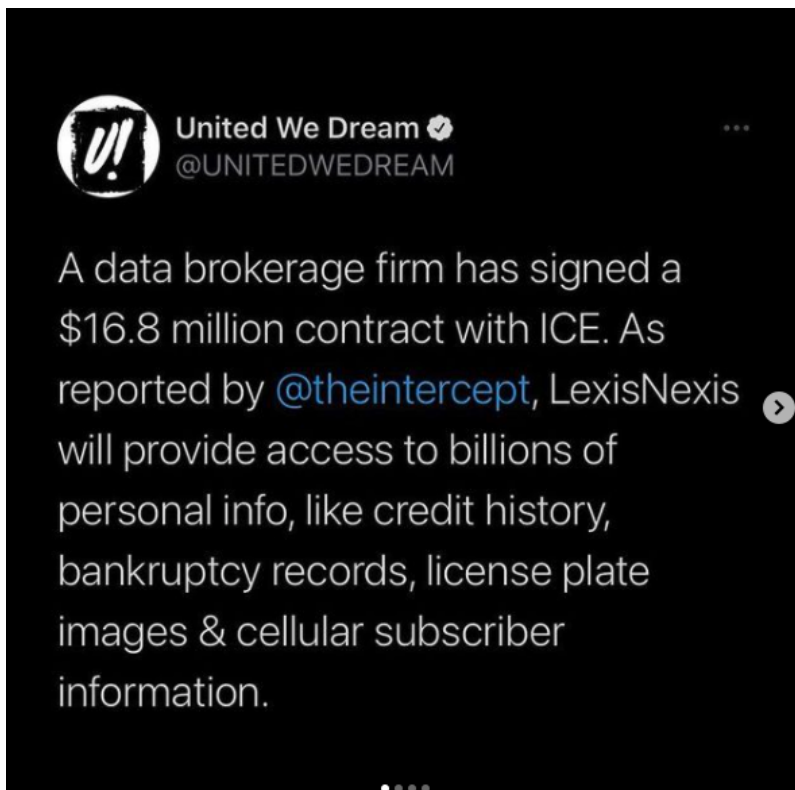 United We Dream
@UNITEDWEDREAM
A data brokerage firm has signed a
$16.8 million contract with ICE. As
reported by @theintercept, LexisNexis
will provide access to billions of
personal info, like credit history,
bankruptcy records, license plate
images & cellular subscriber
information.